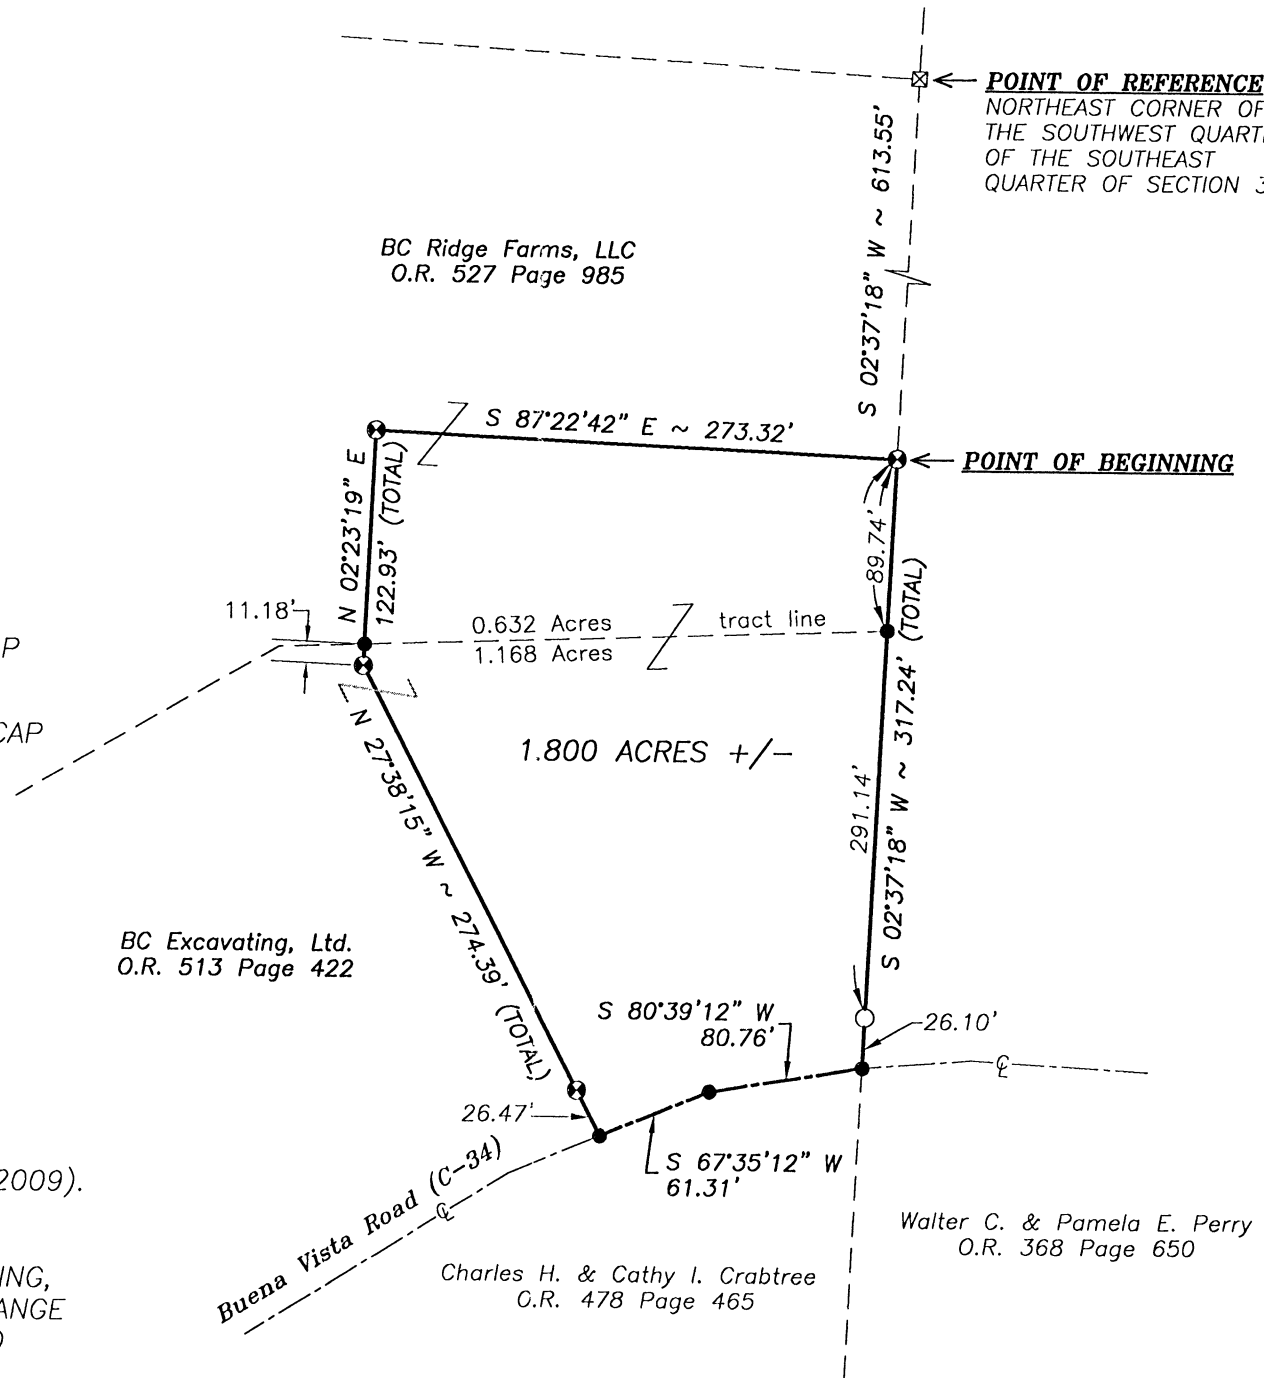 POINT OF REFERENCE
NORTHEAST CORNER OF
THE SOUTHWEST
OF THE SOUTHEAST
QUARTER OF SECTION
S 02°37'18" W ~ 613.55'
BC Ridge Farms, LLC
O.R. 527 Page 985
S 87°22'42" E ~ 273.32'
POINT OF BEGINNING
N 02°23'19" E
122.93' (TOTAL)
89.74'
11.18'
0.632 Acres
1.168 Acres
tract line
S 02°37'18" W ~ 317.24' (TOTAL)
291.14'
P
CAP
1.800 ACRES +/-
N 27°38'15" W ~ 274.39' (TOTAL)
BC Excavating, Ltd.
O.R. 513 Page 422
S 80°39'12" W
80.76'
26.10'
℄
26.47'
S 67°35'12" W
61.31'
Buena Vista Road (C-34)
℄
2009).
Walter C. & Pamela E. Perry
O.R. 368 Page 650
Charles H. & Cathy I. Crabtree
O.R. 478 Page 465